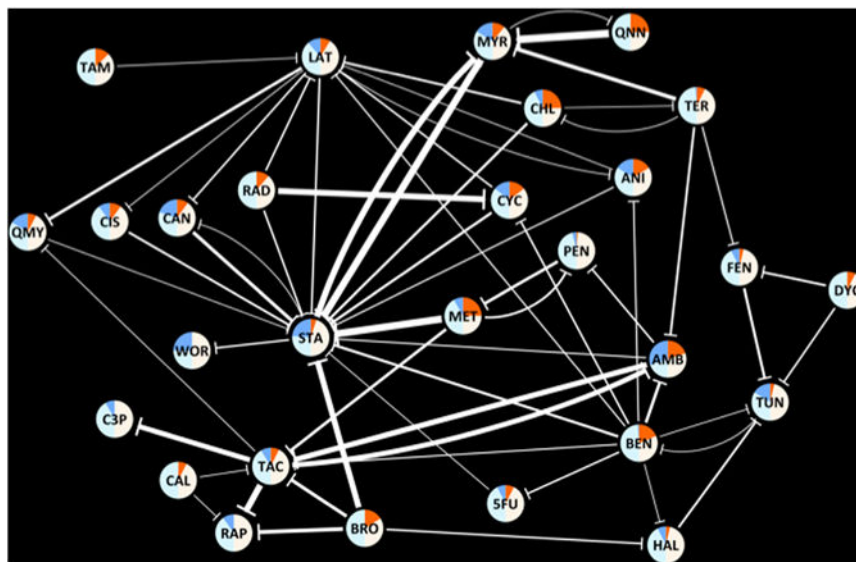 MYR
QNN
TAM
LAT
CHL
TER
RAD
ANI
CYC
QMY
CIS
CAN
PEN
FEN
DYC
MET
WOR
STA
AMB
C3P
TUN
BEN
TAC
CAL
5FU
RAP
BRO
HAL